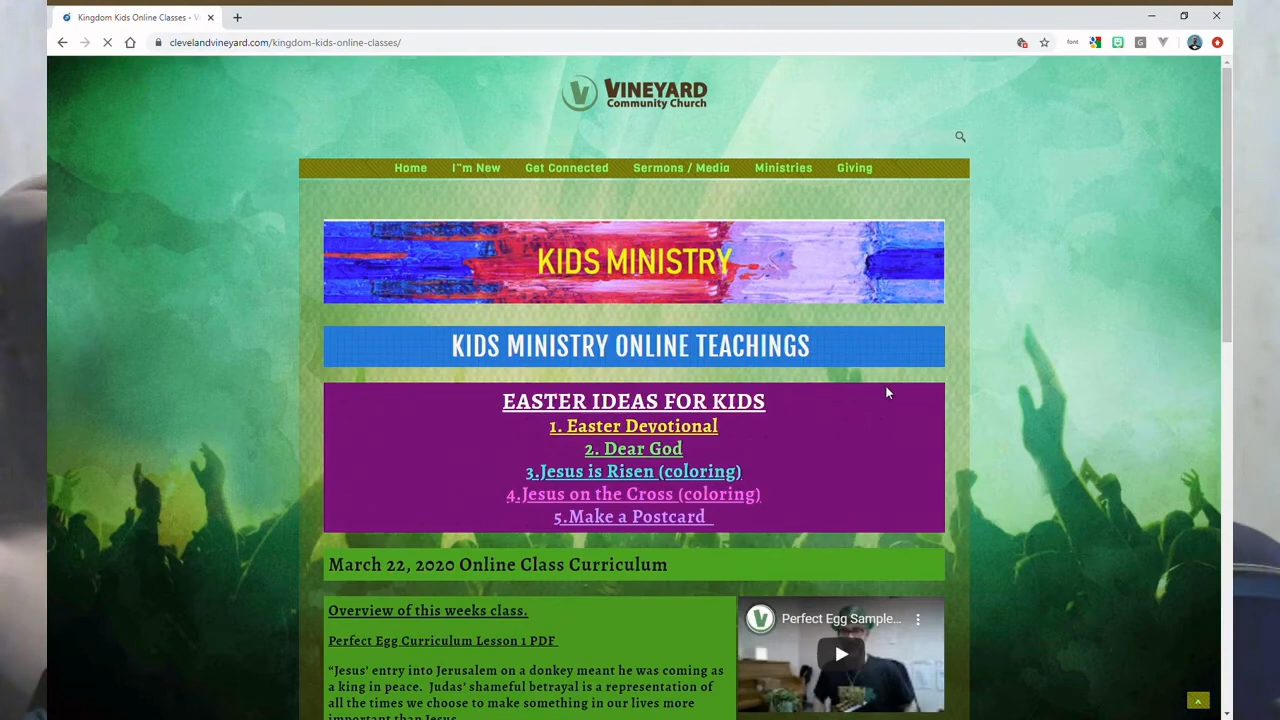 Kingdom Kids Online Classes - V
clevelandvineyard.com/kingdom-kids-online-classes/
font
VINEYARD
Community Church
Home I"m New Get Connected Sermons / Media Ministries Giving
KIDS MINISTRY
KIDS MINISTRY ONLINE TEACHINGS
EASTER IDEAS FOR KIDS
1. Easter Devotional
2. Dear God
3.Jesus is Risen (coloring)
4.Jesus on the Cross (coloring)
5.Make a Postcard
March 22, 2020 Online Class Curriculum
Overview of this weeks class.
Perfect Egg Sample...
Perfect Egg Curriculum Lesson 1 PDF
“Jesus’ entry into Jerusalem on a donkey meant he was coming as
a king in peace. Judas’ shameful betrayal is a representation of
all the times we choose to make something in our lives more
important than Jesus